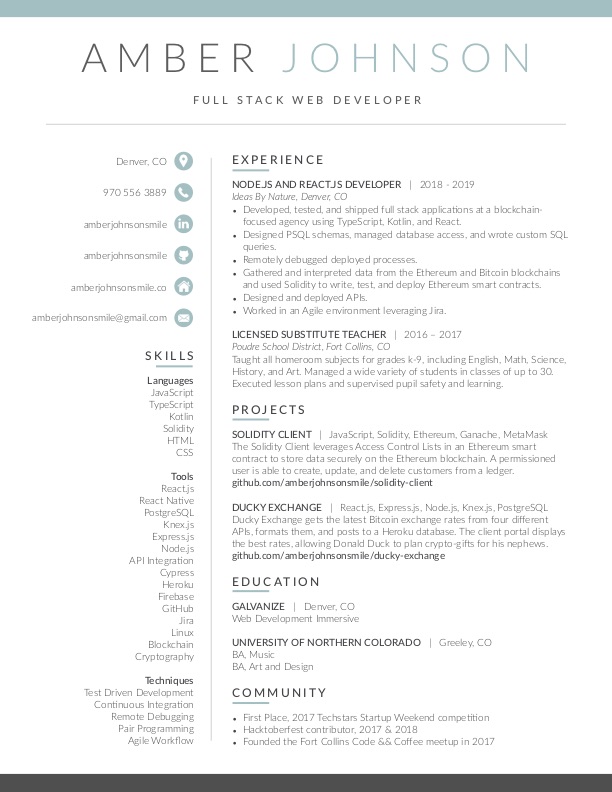 AMBER JOHNSON
FULL STACK WEB DEVELOPER
Denver, CO
970 556 3889
amberjohnsonsmile
amberjohnsonsmile
amberjohnsonsmile.co
amberjohnsonsmile@gmail.com
SKILLS
Languages
JavaScript
TypeScript
Kotlin
Solidity
HTML
CSS
Tools
React.js
React Native
PostgreSQL
Knex.js
Express.js
Node.js
API Integration
Cypress
Heroku
Firebase
GitHub
Jira
Linux
Blockchain
Cryptography
Techniques
Test Driven Development
Continuous Integration
Remote Debugging
Pair Programming
Agile Workflow
EXPERIENCE
NODE.JS AND REACT.JS DEVELOPER | 2018 - 2019
Ideas By Nature, Denver, CO
• Developed, tested, and shipped full stack applications at a blockchain-
focused agency using TypeScript, Kotlin, and React.
• Designed PSQL schemas, managed database access, and wrote custom SQL
queries.
• Remotely debugged deployed processes.
• Gathered and interpreted data from the Ethereum and Bitcoin blockchains
and used Solidity to write, test, and deploy Ethereum smart contracts.
• Designed and deployed APIs.
• Worked in an Agile environment leveraging Jira.
LICENSED SUBSTITUTE TEACHER | 2016 – 2017
Poudre School District, Fort Collins, CO
Taught all homeroom subjects for grades k-9, including English, Math, Science,
History, and Art. Managed a wide variety of students in classes of up to 30.
Executed lesson plans and supervised pupil safety and learning.
PROJECTS
SOLIDITY CLIENT | JavaScript, Solidity, Ethereum, Ganache, MetaMask
The Solidity Client leverages Access Control Lists in an Ethereum smart
contract to store data securely on the Ethereum blockchain. A permissioned
user is able to create, update, and delete customers from a ledger.
github.com/amberjohnsonsmile/solidity-client
DUCKY EXCHANGE | React.js, Express.js, Node.js, Knex.js, PostgreSQL
Ducky Exchange gets the latest Bitcoin exchange rates from four different
APIs, formats them, and posts to a Heroku database. The client portal displays
the best rates, allowing Donald Duck to plan crypto-gifts for his nephews.
github.com/amberjohnsonsmile/ducky-exchange
EDUCATION
GALVANIZE | Denver, CO
Web Development Immersive
UNIVERSITY OF NORTHERN COLORADO | Greeley, CO
BA, Music
BA, Art and Design
COMMUNITY
• First Place, 2017 Techstars Startup Weekend competition
• Hacktoberfest contributor, 2017 & 2018
• Founded the Fort Collins Code && Coffee meetup in 2017